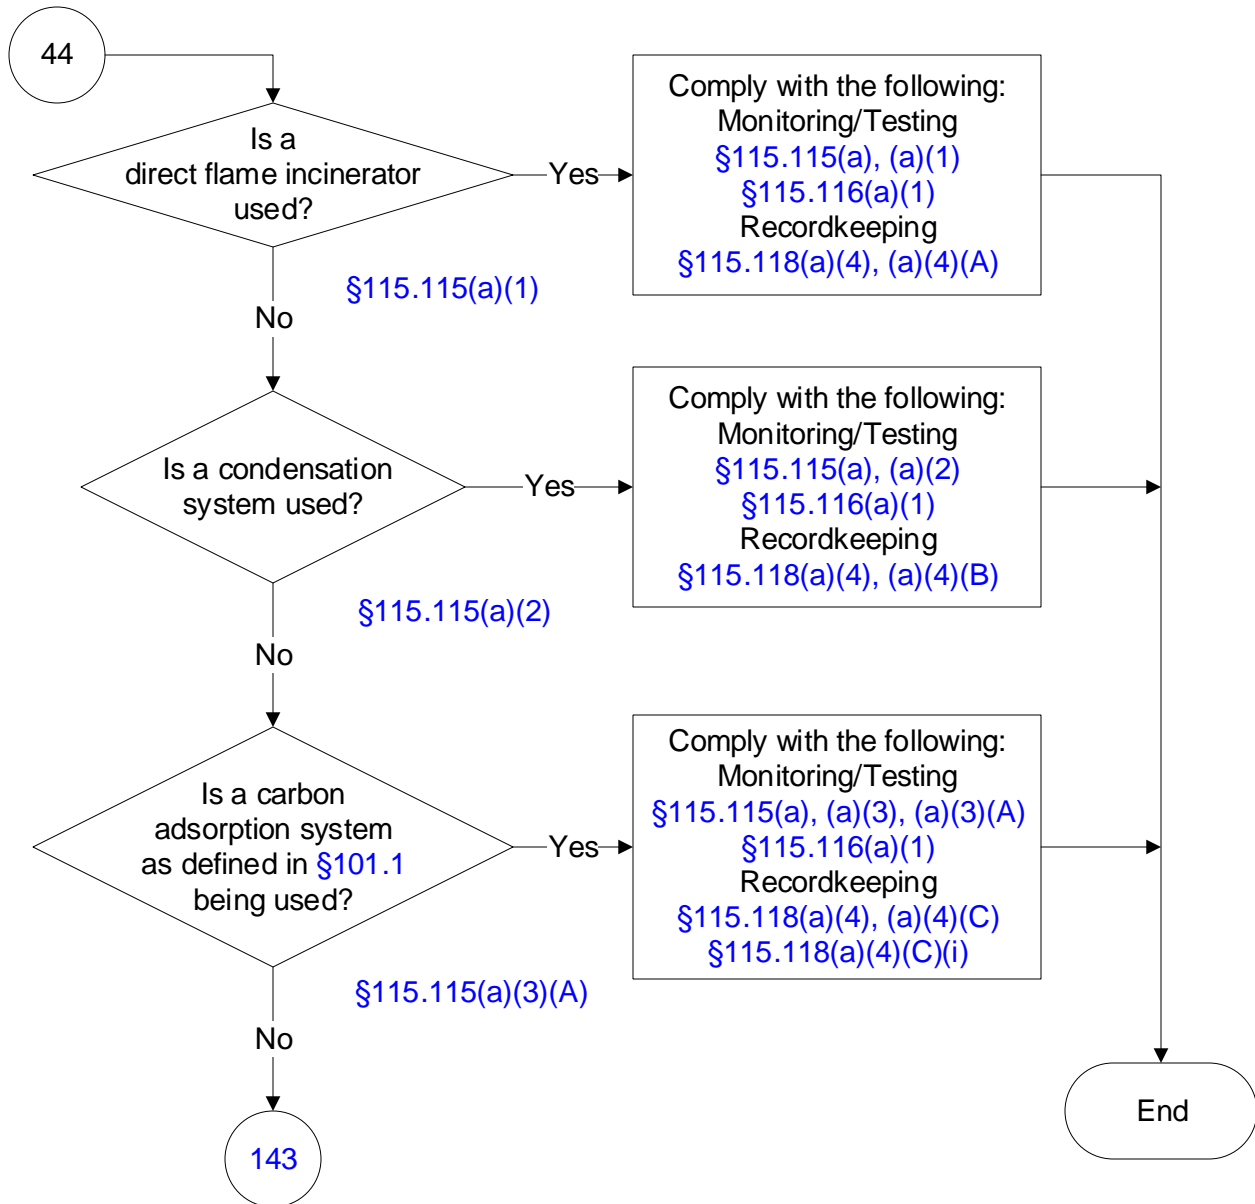 44
Is a
direct flame incinerator
used?
Yes
Comply with the following:
Monitoring/Testing
§115.115(a), (a)(1)
§115.116(a)(1)
Recordkeeping
§115.118(a)(4), (a)(4)(A)
§115.115(a)(1)
No
Is a condensation
system used?
Yes
Comply with the following:
Monitoring/Testing
§115.115(a), (a)(2)
§115.116(a)(1)
Recordkeeping
§115.118(a)(4), (a)(4)(B)
§115.115(a)(2)
No
Is a carbon
adsorption system
as defined in §101.1
being used?
Yes
Comply with the following:
Monitoring/Testing
§115.115(a), (a)(3), (a)(3)(A)
§115.116(a)(1)
Recordkeeping
§115.118(a)(4), (a)(4)(C)
§115.118(a)(4)(C)(i)
§115.115(a)(3)(A)
No
143
End